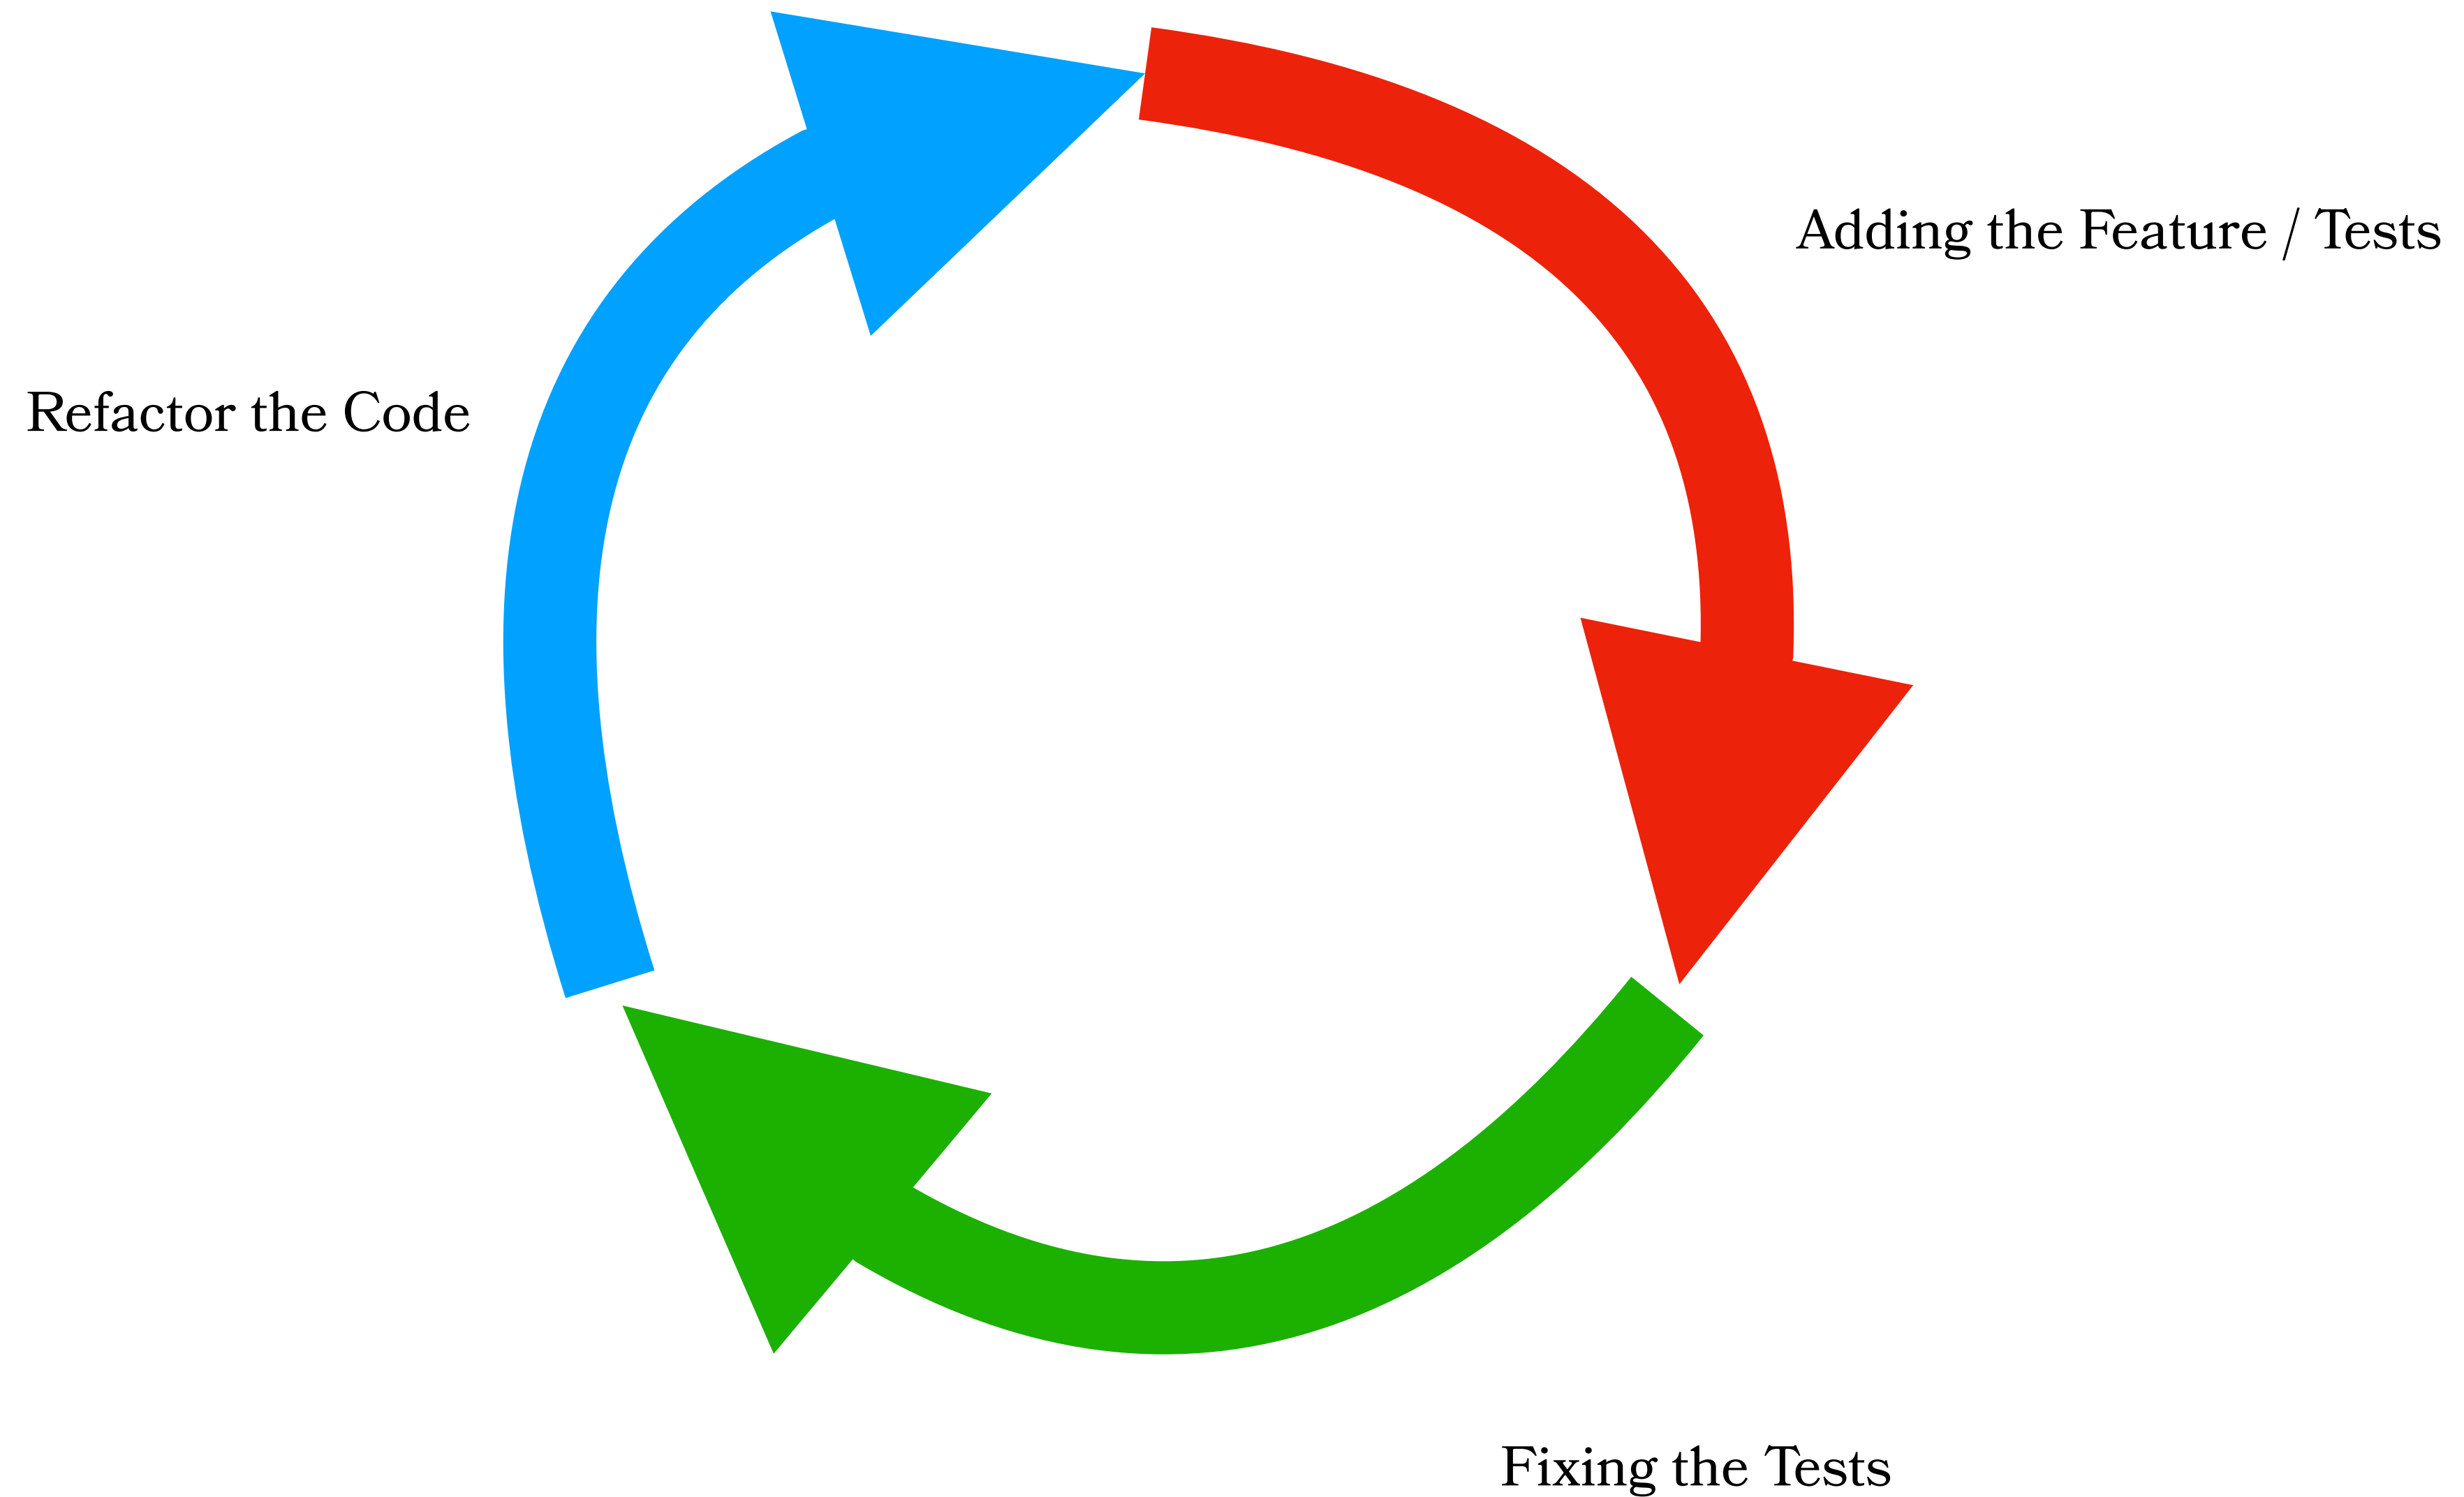 Adding the Feature / Tests
Refactor the Code
Fixing the Tests